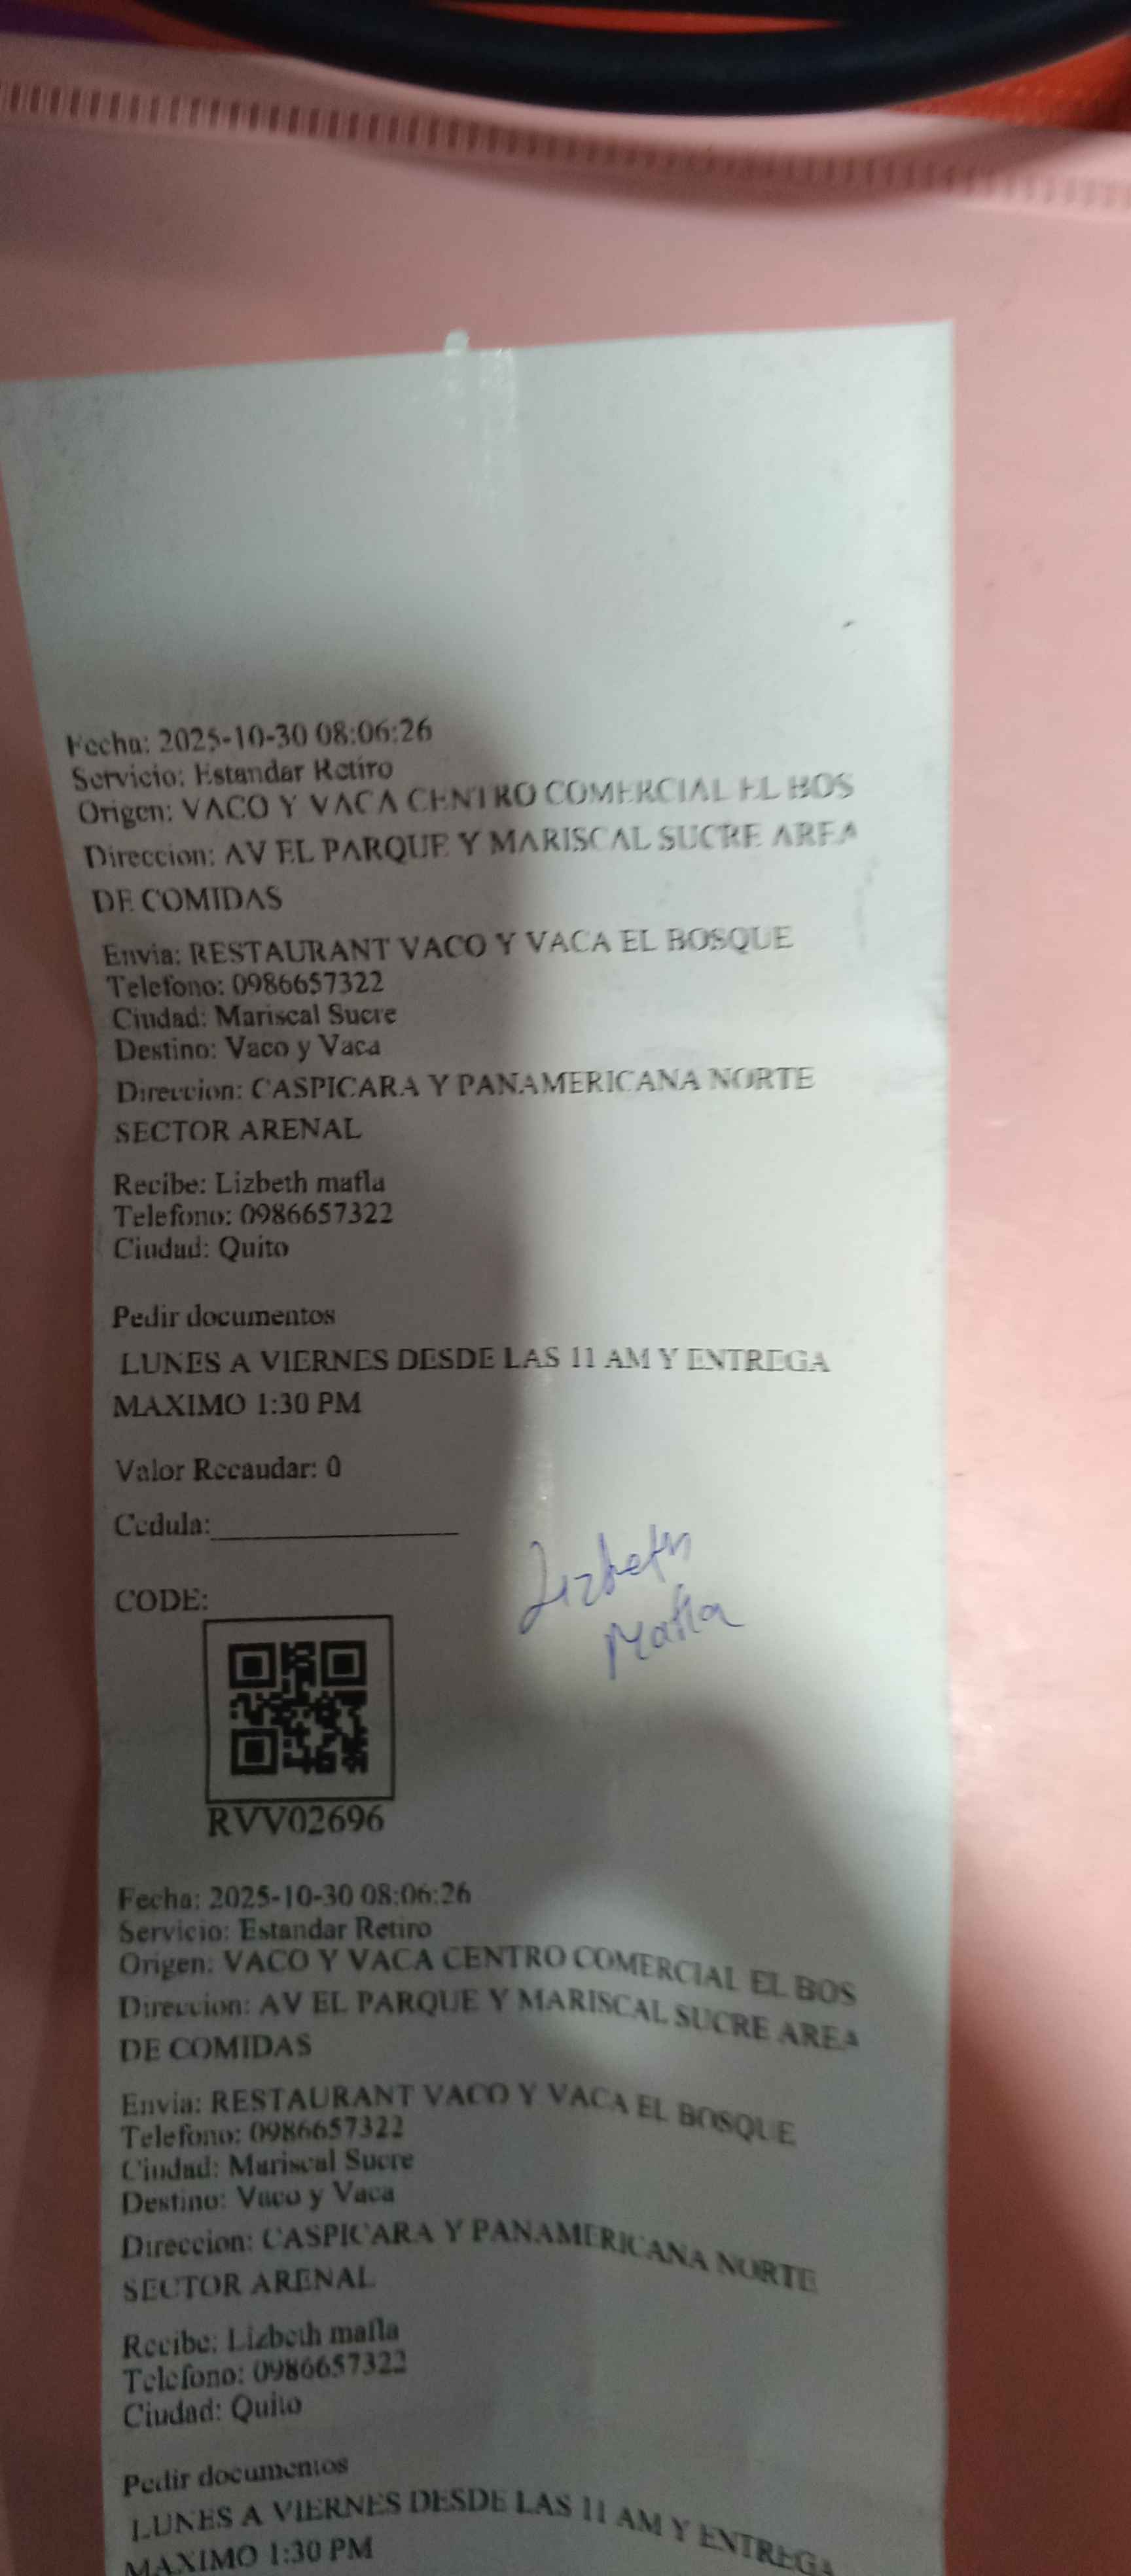 Fecha: 2025-10-30 08:06:26
Servicio: Estandar Retiro
Origen: VACO Y VACA CENTRO COMERCIAL EL BOS
Direccion: AV EL PARQUE Y MARISCAL SUCRE AREA
DE COMIDAS
Envia: RESTAURANT VACO Y VACA EL BOSQUE
Telefono: 0986657322
Ciudad: Mariscal Sucre
Destino: Vaco y Vaca
Direccion: CASPICARA Y PANAMERICANA NORTE
SECTOR ARENAL
Recibe: Lizbeth mafla
Telefono: 0986657322
Ciudad: Quito
Pedir documentos
LUNES A VIERNES DESDE LAS 11 AM Y ENTREGA
MAXIMO 1:30 PM
Valor Recaudar: 0
Cedula:_______________
Lizbeth
Mafla
CODE:
RVV02696
Fecha: 2025-10-30 08:06:26
Servicio: Estandar Retiro
Origen: VACO Y VACA CENTRO COMERCIAL EL BOS
Direccion: AV EL PARQUE Y MARISCAL SUCRE AREA
DE COMIDAS
Envia: RESTAURANT VACO Y VACA EL BOSQUE
Telefono: 0986657322
Ciudad: Mariscal Sucre
Destino: Vaco y Vaca
Direccion: CASPICARA Y PANAMERICANA NORTE
SECTOR ARENAL
Recibe: Lizbeth mafla
Telefono: 0986657322
Ciudad: Quito
Pedir documentos
LUNES A VIERNES DESDE LAS 11 AM Y ENTREGA
MAXIMO 1:30 PM